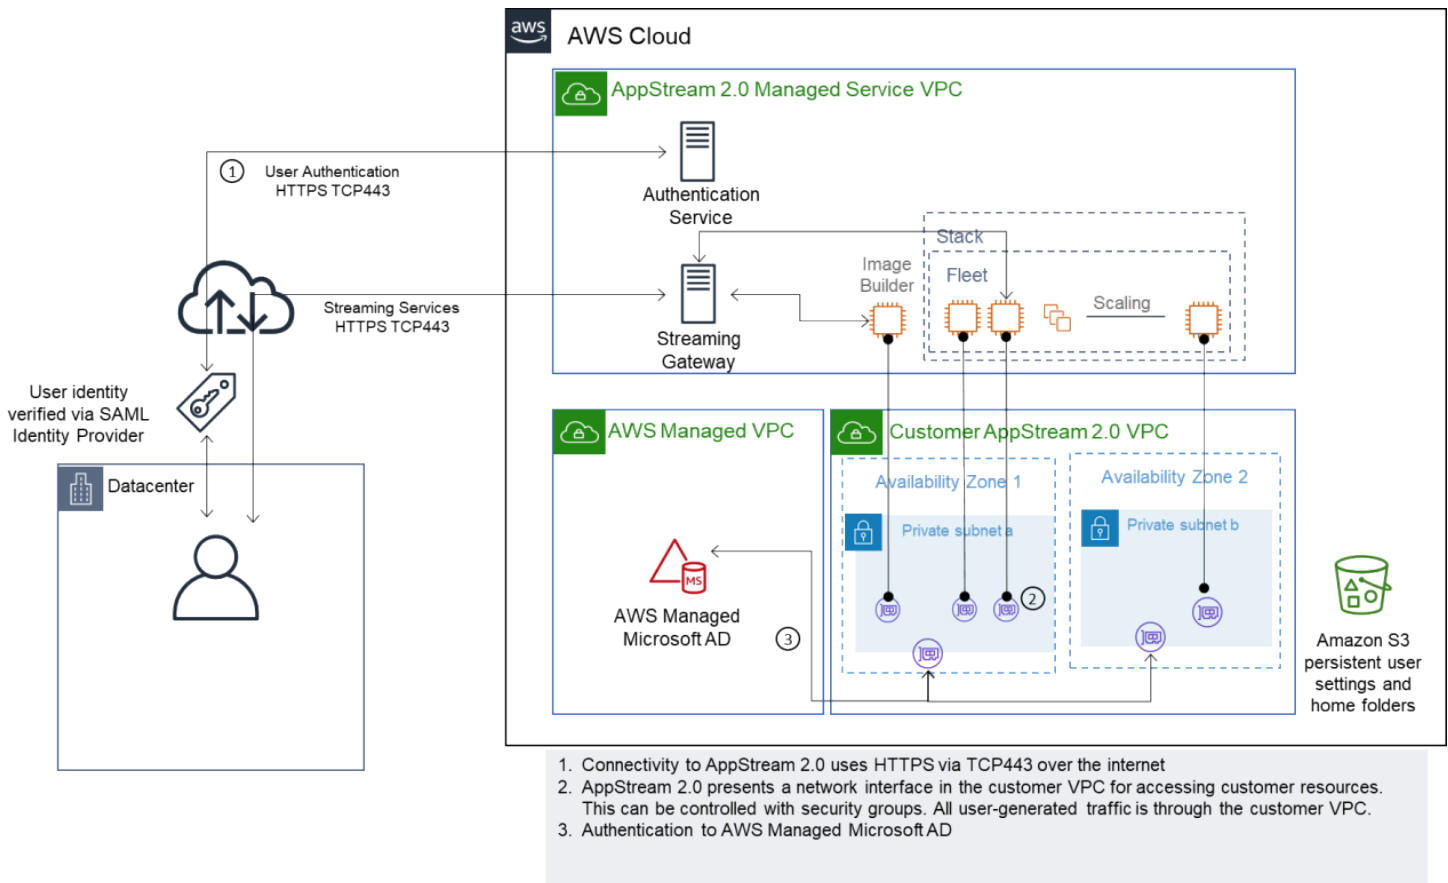 aws
AWS Cloud
AppStream 2.0 Managed Service VPC
1
User Authentication
HTTPS TCP443
Authentication
Service
Stack
Image
Builder
Fleet
Scaling
Streaming Services
HTTPS TCP443
Streaming
Gateway
User identity
verified via SAML
Identity Provider
Datacenter
AWS Managed VPC
Customer AppStream 2.0 VPC
Availability Zone 1
Availability Zone 2
Private subnet a
Private subnet b
MS
AWS Managed
Microsoft AD
2
3
Amazon S3
persistent user
settings and
home folders
1. Connectivity to AppStream 2.0 uses HTTPS via TCP443 over the internet
2. AppStream 2.0 presents a network interface in the customer VPC for accessing customer resources.
This can be controlled with security groups. All user-generated traffic is through the customer VPC.
3. Authentication to AWS Managed Microsoft AD